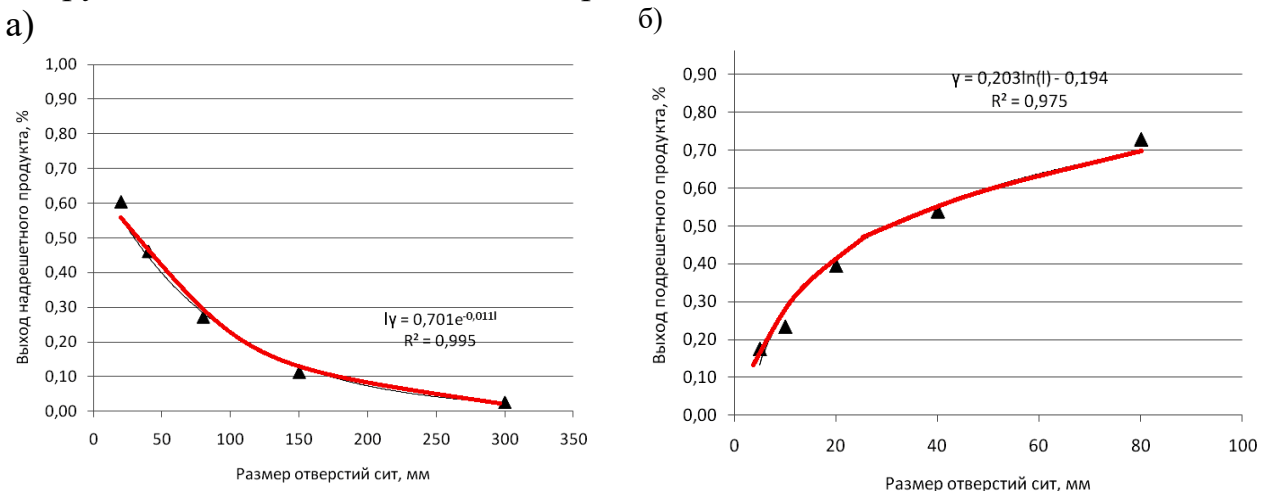 а)
1,00
0,90
0,80
0,70
0,60
0,50
0,40
0,30
0,20
0,10
0,00
Выход надрешетного продукта, %
lγ = 0,701e⁻⁰,⁰¹¹ˡ
R² = 0,995
0 50 100 150 200 250 300 350
Размер отверстий сит, мм
б)
0,90
0,80
0,70
0,60
0,50
0,40
0,30
0,20
0,10
0,00
Выход подрешетного продукта, %
γ = 0,203ln(l) - 0,194
R² = 0,975
0 20 40 60 80 100
Размер отверстий сит, мм